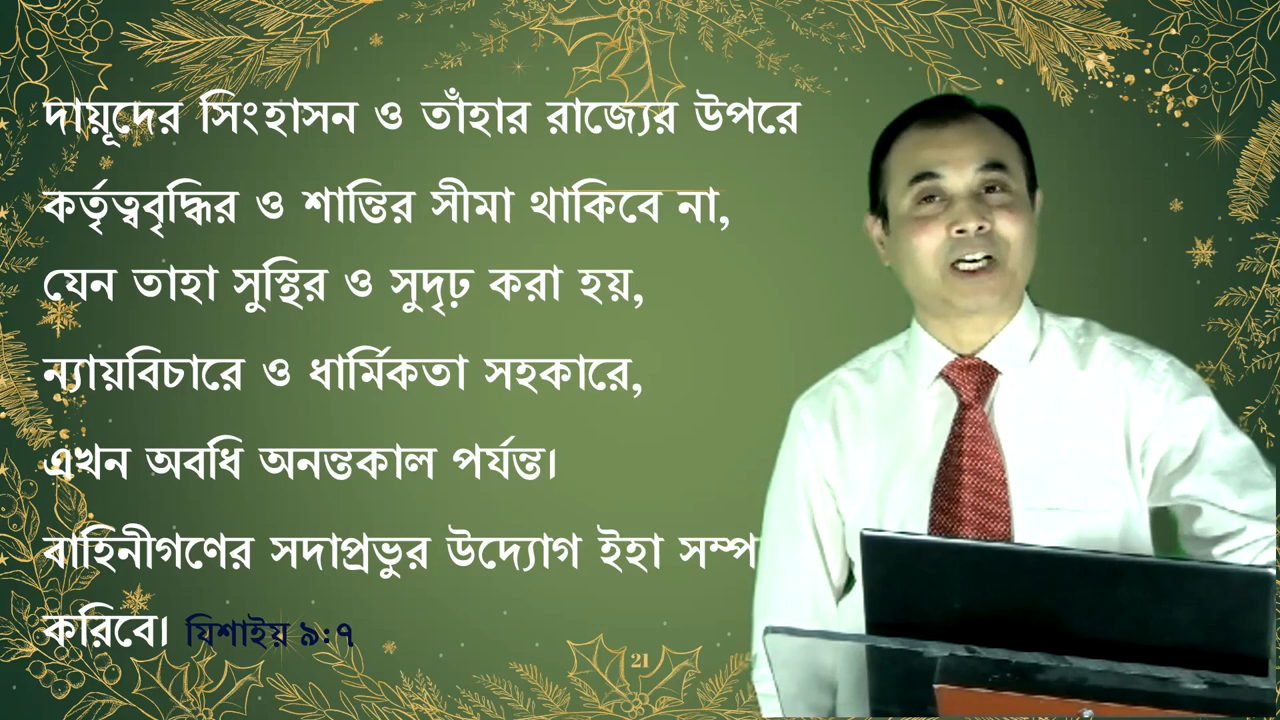 দায়ূদের সিংহাসন ও তাঁহার রাজ্যের উপরে
কর্তৃত্ববৃদ্ধির ও শান্তির সীমা থাকিবে না,
যেন তাহা সুস্থির ও সুদৃঢ় করা হয়,
ন্যায়বিচারে ও ধার্মিকতা সহকারে,
এখন অবধি অনন্তকাল পর্যন্ত।
বাহিনীগণের সদাপ্রভুর উদ্যোগ ইহা সম্প
করিবে। যিশাইয় ৯:৭
21